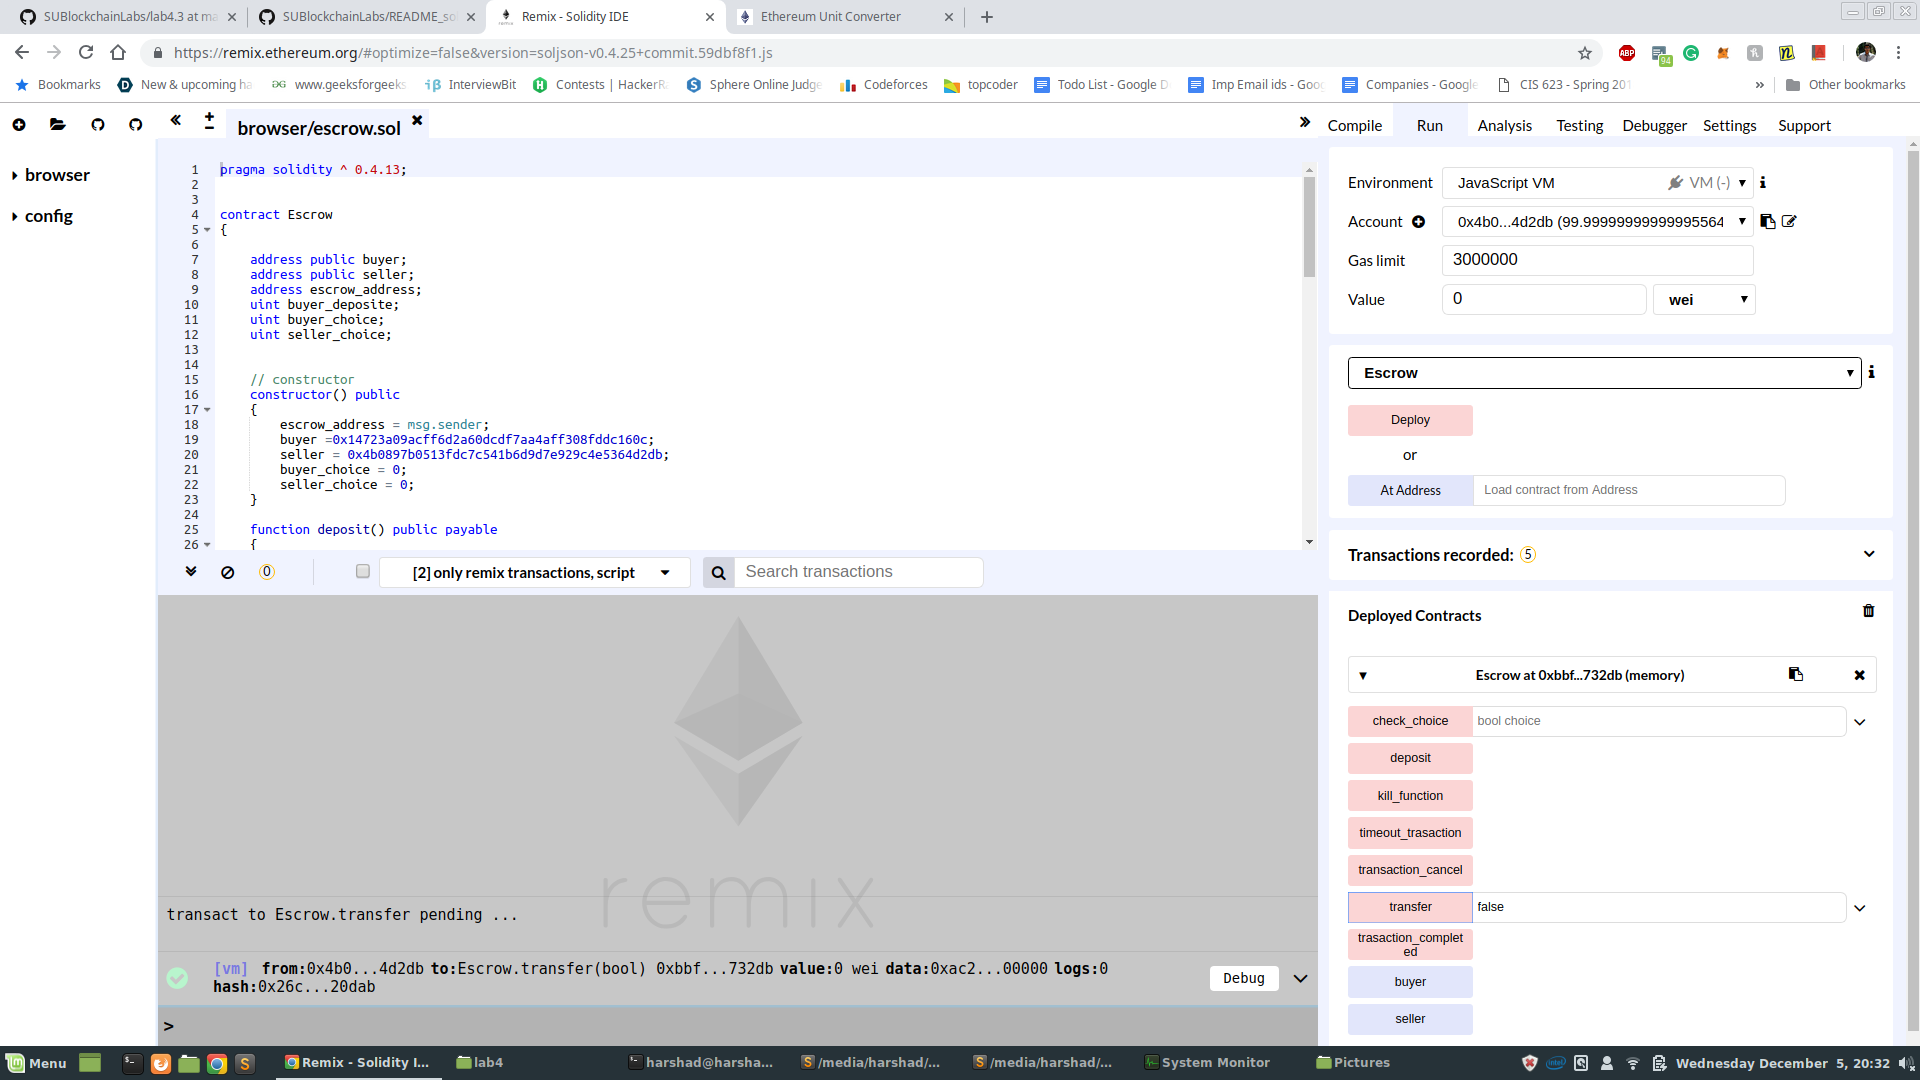 SUBlockchainLabs/lab4.3 at ma
SUBlockchainLabs/README_so
Remix - Solidity IDE
Ethereum Unit Converter
https://remix.ethereum.org/#optimize=false&version=soljson-v0.4.25+commit.59dbf8f1.js
ABP
94
Bookmarks
New & upcoming ha
www.geeksforgeeks
InterviewBit
Contests | HackerR
Sphere Online Judge
Codeforces
topcoder
Todo List - Google D
Imp Email ids - Goo
Companies - Google
CIS 623 - Spring 201
Other bookmarks
browser/escrow.sol
Compile
Run
Analysis
Testing
Debugger
Settings
Support
browser
config
1 pragma solidity ^ 0.4.13;
2
3
4 contract Escrow
5 {
6
7 address public buyer;
8 address public seller;
9 address escrow_address;
10 uint buyer_deposite;
11 uint buyer_choice;
12 uint seller_choice;
13
14
15 // constructor
16 constructor() public
17 {
18 escrow_address = msg.sender;
19 buyer =0x14723a09acff6d2a60dcdf7aa4aff308fddc160c;
20 seller = 0x4b0897b0513fdc7c541b6d9d7e929c4e5364d2db;
21 buyer_choice = 0;
22 seller_choice = 0;
23 }
24
25 function deposit() public payable
26 {
0
[2] only remix transactions, script
Search transactions
remix
transact to Escrow.transfer pending ...
[vm] from:0x4b0...4d2db to:Escrow.transfer(bool) 0xbbf...732db value:0 wei data:0xac2...00000 logs:0
hash:0x26c...20dab
Debug
>
Environment
JavaScript VM
VM (-)
Account
0x4b0...4d2db (99.99999999999995564
Gas limit
3000000
Value
0
wei
Escrow
Deploy
or
At Address
Load contract from Address
Transactions recorded: 5
Deployed Contracts
Escrow at 0xbbf...732db (memory)
check_choice
bool choice
deposit
kill_function
timeout_trasaction
transaction_cancel
transfer
false
trasaction_complet
ed
buyer
seller
Menu
Remix - Solidity I...
lab4
harshad@harsha...
/media/harshad/...
/media/harshad/...
System Monitor
Pictures
Wednesday December 5, 20:32